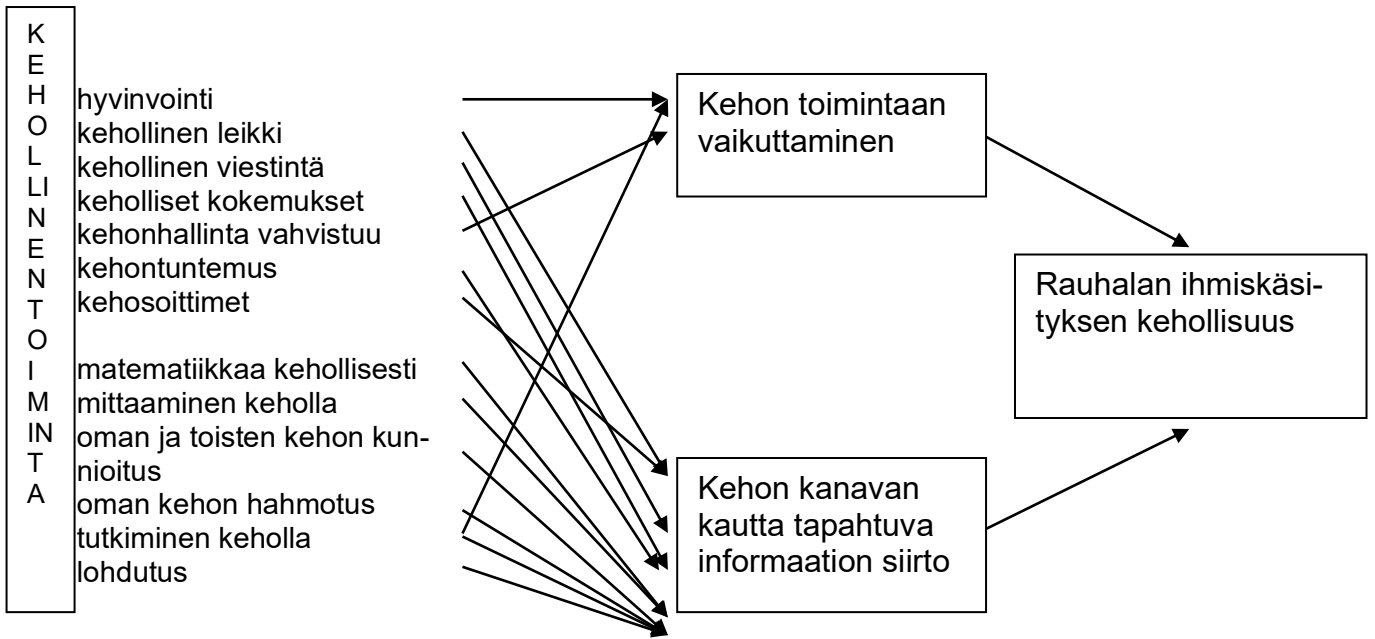 K
E
H
O
L
LI
N
E
N
T
O
I
M
IN
T
A
hyvinvointi
kehollinen leikki
kehollinen viestintä
keholliset kokemukset
kehonhallinta vahvistuu
kehontuntemus
kehosoittimet
matematiikkaa kehollisesti
mittaaminen keholla
oman ja toisten kehon kun-
nioitus
oman kehon hahmotus
tutkiminen keholla
lohdutus
Kehon toimintaan
vaikuttaminen
Kehon kanavan
kautta tapahtuva
informaation siirto
Rauhalan ihmiskäsi-
tyksen kehollisuus